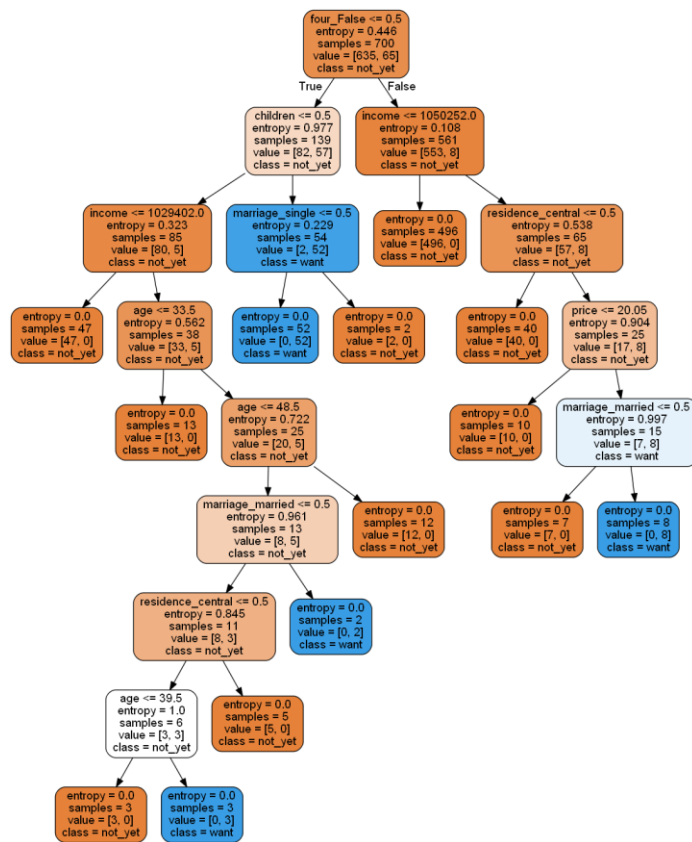 four_False <= 0.5
entropy = 0.446
samples = 700
value = [635, 65]
class = not_yet
True
False
children <= 0.5
entropy = 0.977
samples = 139
value = [82, 57]
class = not_yet
income <= 1050252.0
entropy = 0.108
samples = 561
value = [553, 8]
class = not_yet
income <= 1029402.0
entropy = 0.323
samples = 85
value = [80, 5]
class = not_yet
marriage_single <= 0.5
entropy = 0.229
samples = 54
value = [2, 52]
class = want
entropy = 0.0
samples = 496
value = [496, 0]
class = not_yet
residence_central <= 0.5
entropy = 0.538
samples = 65
value = [57, 8]
class = not_yet
entropy = 0.0
samples = 47
value = [47, 0]
class = not_yet
age <= 33.5
entropy = 0.562
samples = 38
value = [33, 5]
class = not_yet
entropy = 0.0
samples = 52
value = [0, 52]
class = want
entropy = 0.0
samples = 2
value = [2, 0]
class = not_yet
entropy = 0.0
samples = 40
value = [40, 0]
class = not_yet
price <= 20.05
entropy = 0.904
samples = 25
value = [17, 8]
class = not_yet
entropy = 0.0
samples = 13
value = [13, 0]
class = not_yet
age <= 48.5
entropy = 0.722
samples = 25
value = [20, 5]
class = not_yet
entropy = 0.0
samples = 10
value = [10, 0]
class = not_yet
marriage_married <= 0.5
entropy = 0.997
samples = 15
value = [7, 8]
class = want
marriage_married <= 0.5
entropy = 0.961
samples = 13
value = [8, 5]
class = not_yet
entropy = 0.0
samples = 12
value = [12, 0]
class = not_yet
entropy = 0.0
samples = 7
value = [7, 0]
class = not_yet
entropy = 0.0
samples = 8
value = [0, 8]
class = want
residence_central <= 0.5
entropy = 0.845
samples = 11
value = [8, 3]
class = not_yet
entropy = 0.0
samples = 2
value = [0, 2]
class = want
age <= 39.5
entropy = 1.0
samples = 6
value = [3, 3]
class = not_yet
entropy = 0.0
samples = 5
value = [5, 0]
class = not_yet
entropy = 0.0
samples = 3
value = [3, 0]
class = not_yet
entropy = 0.0
samples = 3
value = [0, 3]
class = want